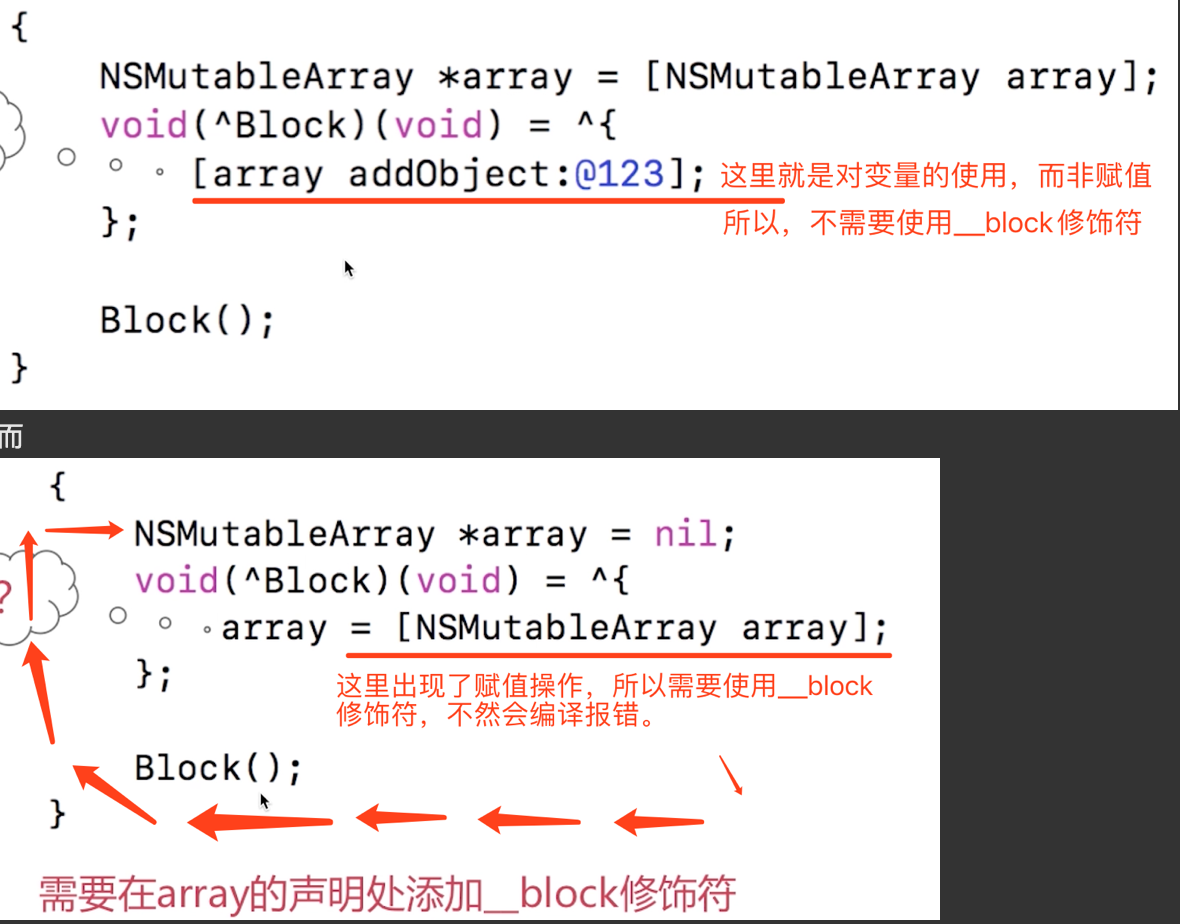 {
NSMutableArray *array = [NSMutableArray array];
void(^Block)(void) = ^{
[array addObject:@123]; 这里就是对变量的使用，而非赋值
}; 所以，不需要使用__block修饰符
Block();
}
而
{
NSMutableArray *array = nil;
void(^Block)(void) = ^{
?
array = [NSMutableArray array];
};
这里出现了赋值操作，所以需要使用__block
修饰符，不然会编译报错。
Block();
}
需要在array的声明处添加__block修饰符